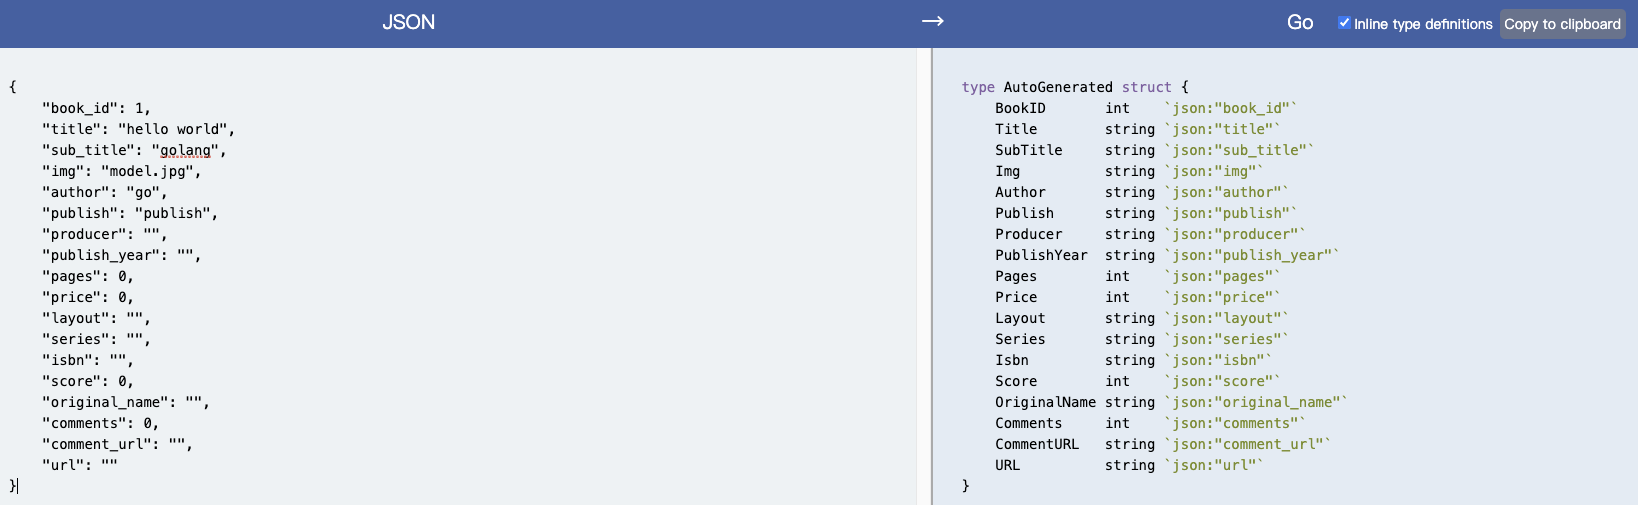 JSON
→
Go
Inline type definitions
Copy to clipboard
{
    "book_id": 1,
    "title": "hello world",
    "sub_title": "golang",
    "img": "model.jpg",
    "author": "go",
    "publish": "publish",
    "producer": "",
    "publish_year": "",
    "pages": 0,
    "price": 0,
    "layout": "",
    "series": "",
    "isbn": "",
    "score": 0,
    "original_name": "",
    "comments": 0,
    "comment_url": "",
    "url": ""
}
type AutoGenerated struct {
    BookID       int    `json:"book_id"`
    Title        string `json:"title"`
    SubTitle     string `json:"sub_title"`
    Img          string `json:"img"`
    Author       string `json:"author"`
    Publish      string `json:"publish"`
    Producer     string `json:"producer"`
    PublishYear  string `json:"publish_year"`
    Pages        int    `json:"pages"`
    Price        int    `json:"price"`
    Layout       string `json:"layout"`
    Series       string `json:"series"`
    Isbn         string `json:"isbn"`
    Score        int    `json:"score"`
    OriginalName string `json:"original_name"`
    Comments     int    `json:"comments"`
    CommentURL   string `json:"comment_url"`
    URL          string `json:"url"`
}